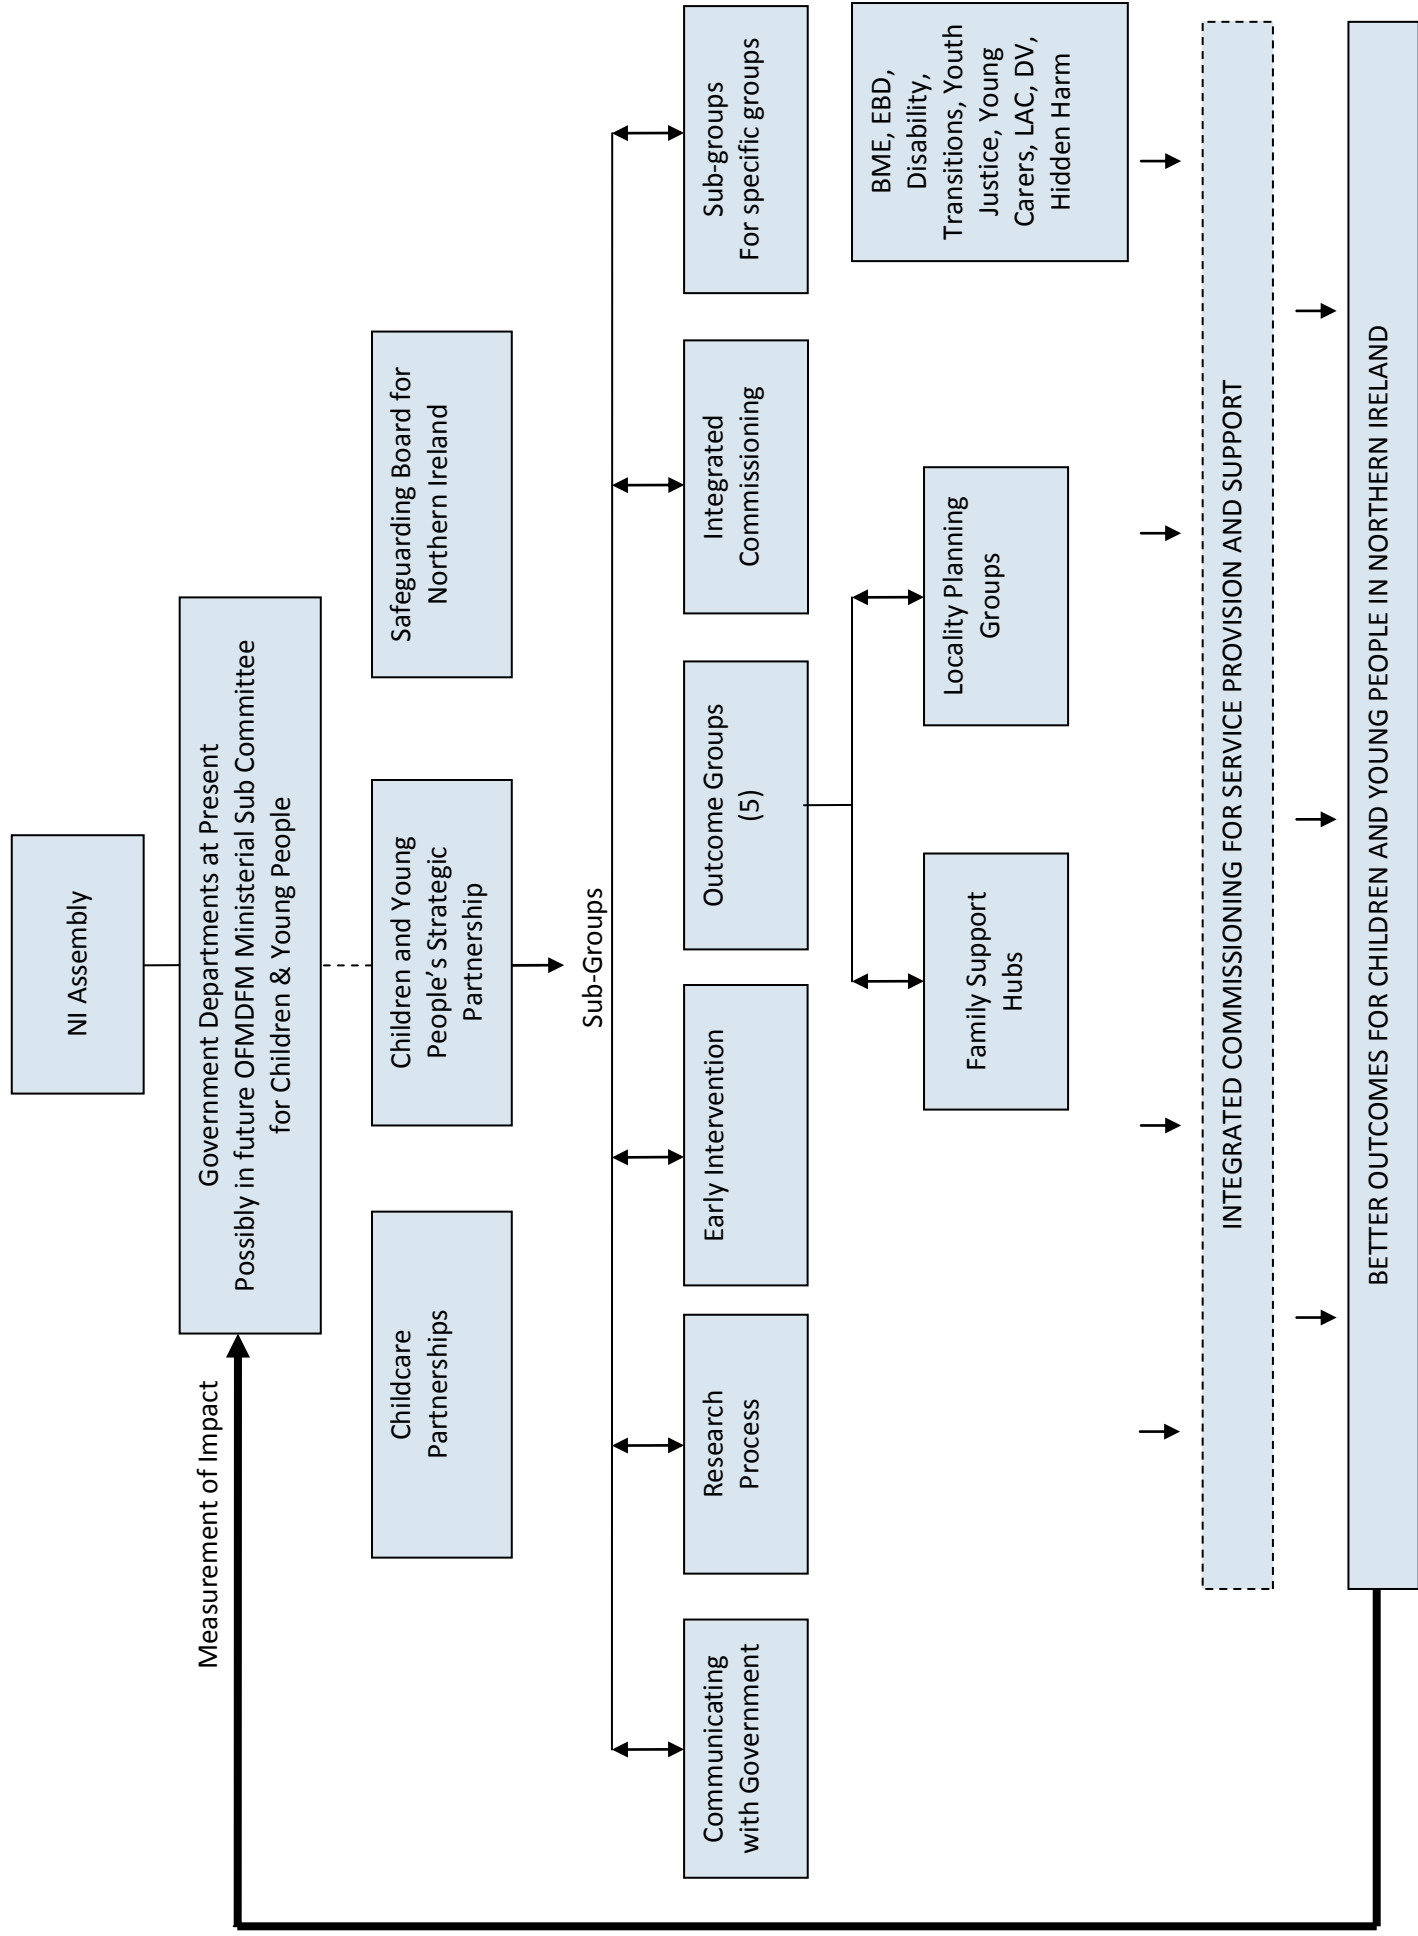 NI Assembly
Measurement of Impact
Government Departments at Present
Possibly in future OFMDFM Ministerial Sub Committee
for Children & Young People
Childcare
Partnerships
Children and Young
People’s Strategic
Partnership
Safeguarding Board for
Northern Ireland
Sub-Groups
Communicating
with Government
Research
Process
Early Intervention
Outcome Groups
(5)
Integrated
Commissioning
Sub-groups
For specific groups
Family Support
Hubs
Locality Planning
Groups
BME, EBD,
Disability,
Transitions, Youth
Justice, Young
Carers, LAC, DV,
Hidden Harm
INTEGRATED COMMISSIONING FOR SERVICE PROVISION AND SUPPORT
BETTER OUTCOMES FOR CHILDREN AND YOUNG PEOPLE IN NORTHERN IRELAND